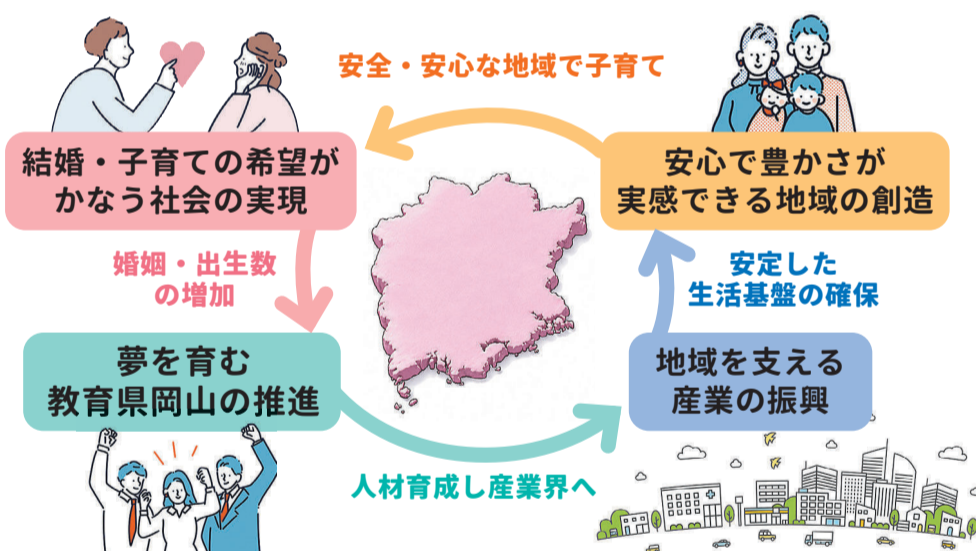 安全・安心な地域で子育て
結婚・子育ての希望が
かなう社会の実現
安心で豊かさが
実感できる地域の創造
婚姻・出生数
の増加
安定した
生活基盤の確保
夢を育む
教育県岡山の推進
地域を支える
産業の振興
人材育成し産業界へ